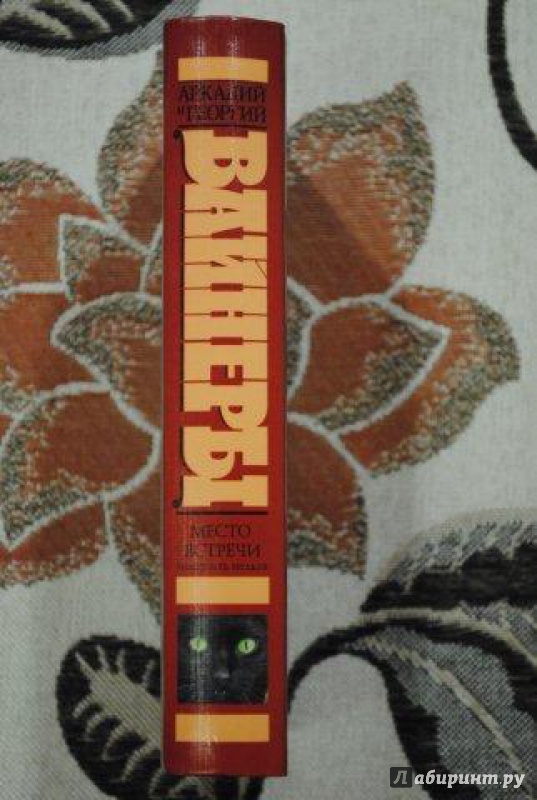 АРКАДИЙ
и ГЕОРГИЙ
ВАЙНЕРЫ
МЕСТО
ВСТРЕЧИ
изменить нельзя
Лабиринт.ру